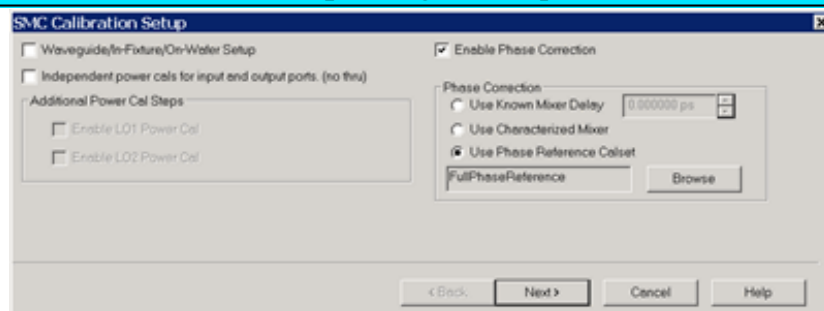 SMC Calibration Setup
Waveguide/In-Fixture/On-Wafer Setup
Independent power cals for input and output ports. (no thru)
Additional Power Cal Steps
Enable LO1 Power Cal
Enable LO2 Power Cal
Enable Phase Correction
Phase Correction
Use Known Mixer Delay 0.000000 ps
Use Characterized Mixer
Use Phase Reference Calset
FullPhaseReference Browse
< Back Next > Cancel Help